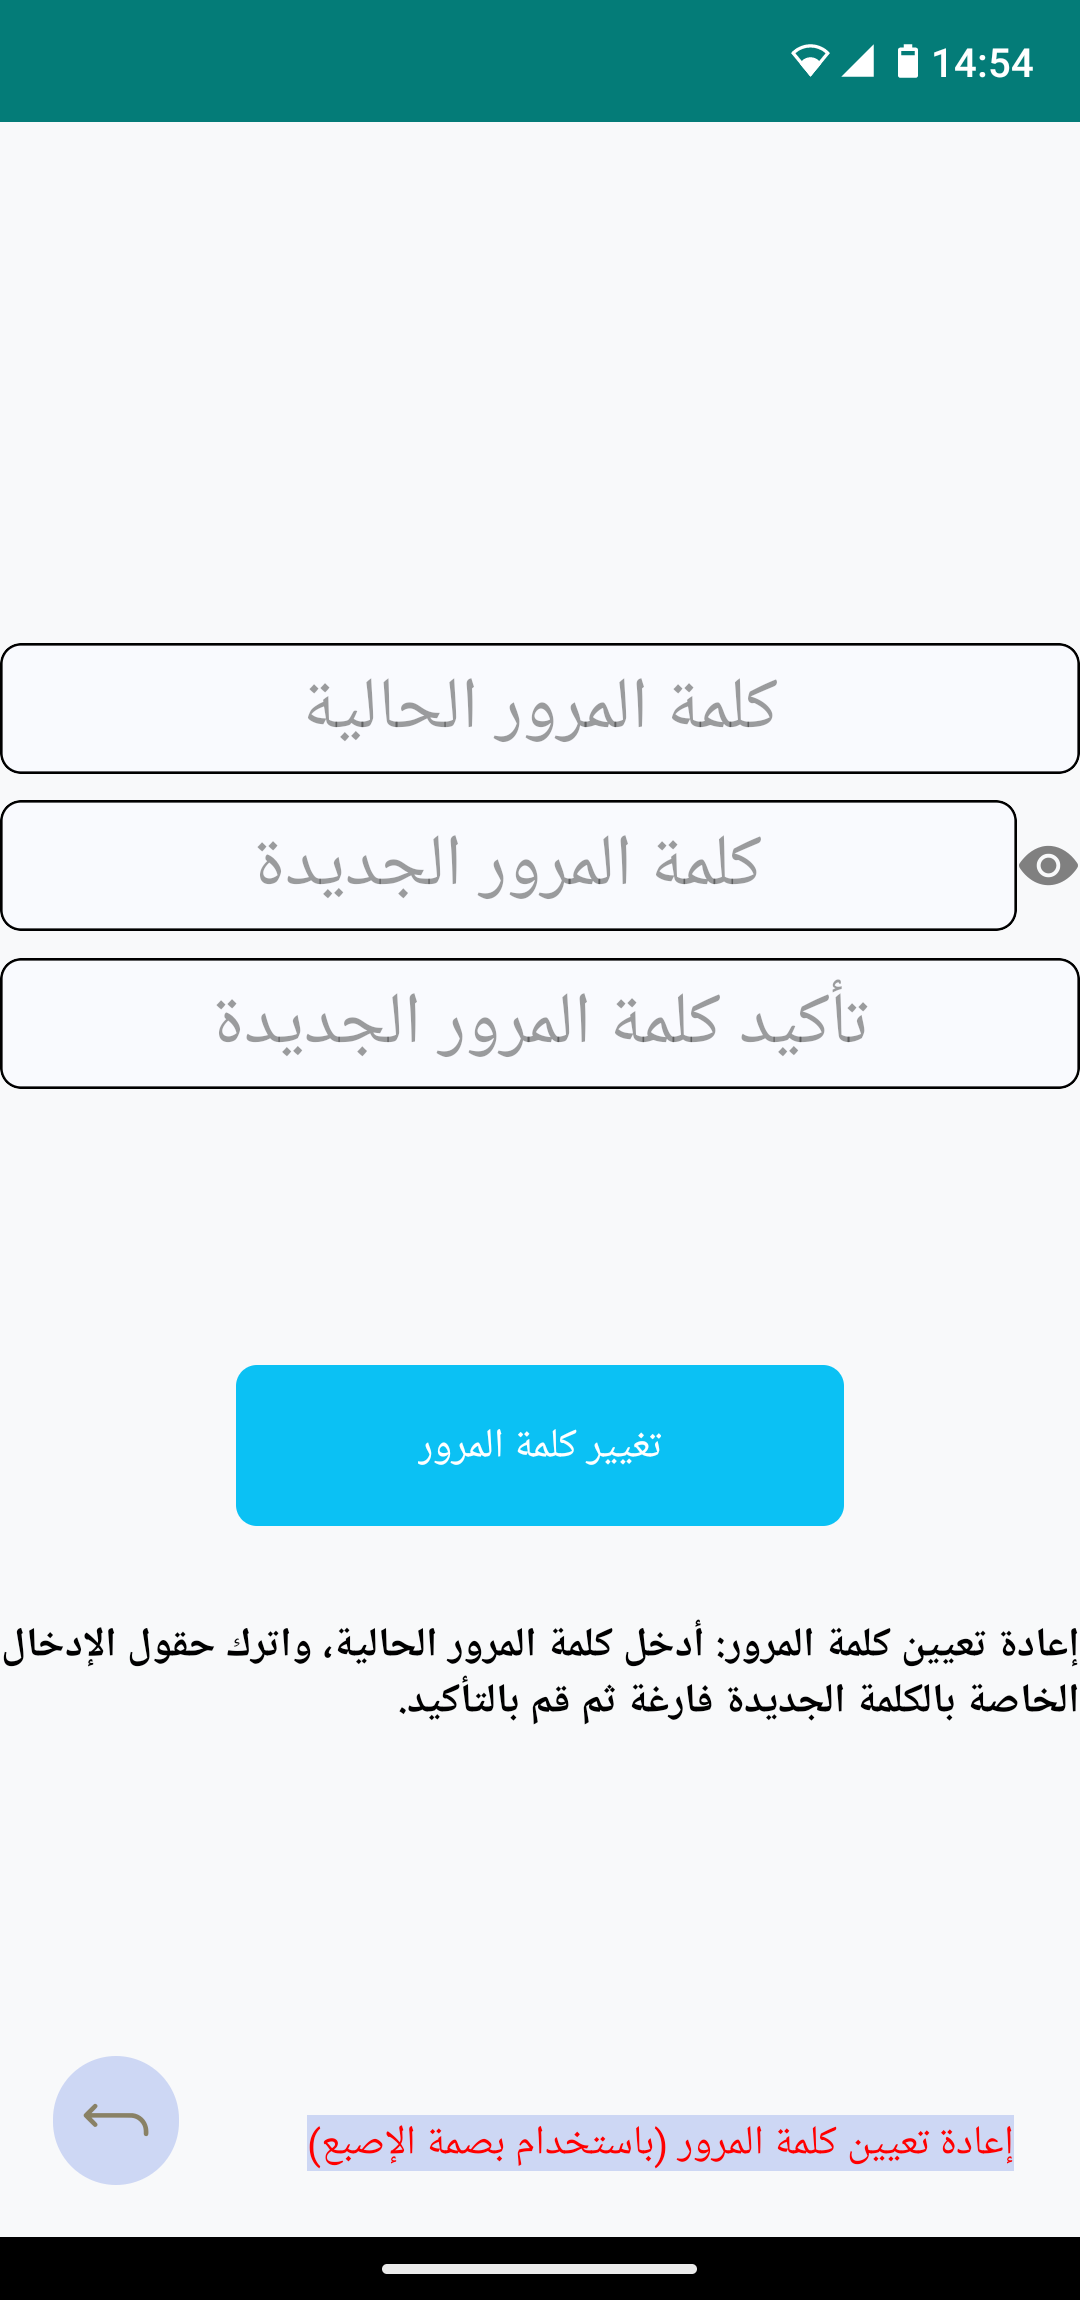 14:54
كلمة المرور الحالية
كلمة المرور الجديدة
تأكيد كلمة المرور الجديدة
تغيير كلمة المرور
إعادة تعيين كلمة المرور: أدخل كلمة المرور الحالية، واترك حقول الإدخال
الخاصة بالكلمة الجديدة فارغة ثم قم بالتأكيد.
إعادة تعيين كلمة المرور (باستخدام بصمة الإصبع)